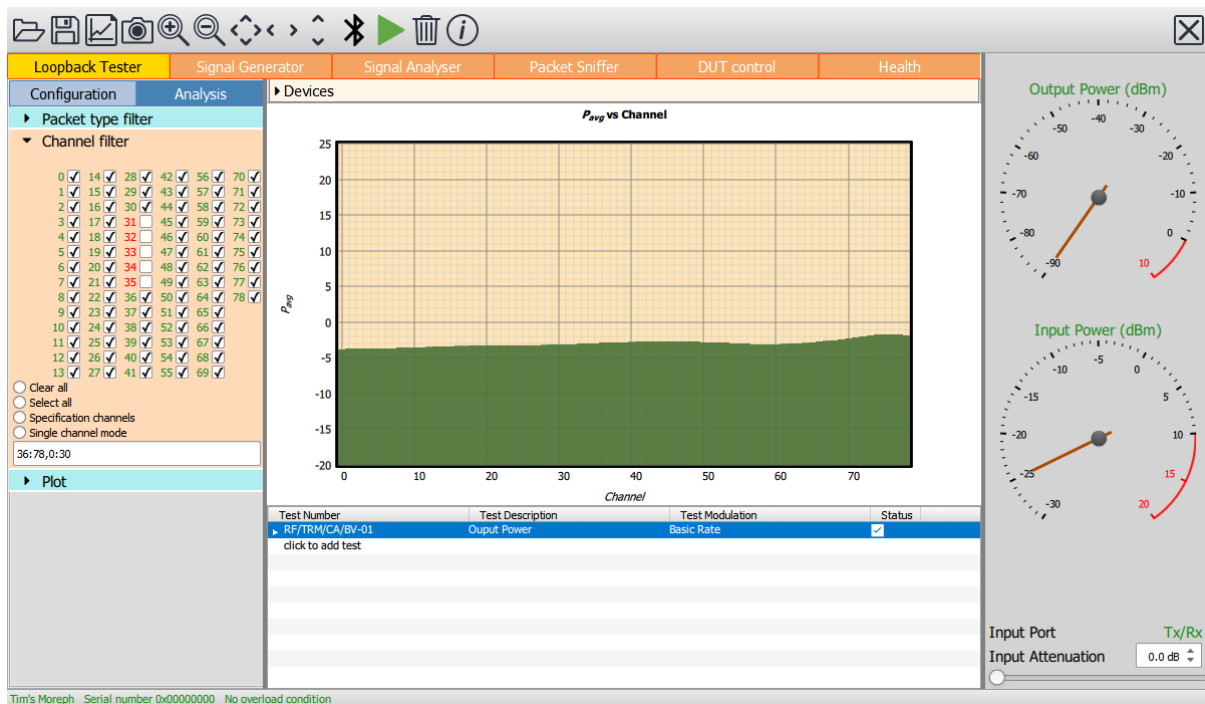 Loopback Tester Signal Generator Signal Analyser Packet Sniffer DUT control Health
Configuration Analysis
Packet type filter
Channel filter
0 14 28 42 56 70
1 15 29 43 57 71
2 16 30 44 58 72
3 17 31 45 59 73
4 18 32 46 60 74
5 19 33 47 61 75
6 20 34 48 62 76
7 21 35 49 63 77
8 22 36 50 64 78
9 23 37 51 65
10 24 38 52 66
11 25 39 53 67
12 26 40 54 68
13 27 41 55 69
Clear all
Select all
Specification channels
Single channel mode
36:78,0:30
Plot
Devices
Pavg vs Channel
25
20
15
10
5
0
-5
-10
-15
-20
Pavg
0 10 20 30 40 50 60 70
Channel
Test Number Test Description Test Modulation Status
RF/TRM/CA/BV-01 Ouput Power Basic Rate
click to add test
Output Power (dBm)
-90 -80 -70 -60 -50 -40 -30 -20 -10 0 10
Input Power (dBm)
-30 -25 -20 -15 -10 -5 0 5 10 15 20
Input Port Tx/Rx
Input Attenuation 0.0 dB
Tim's Moreph Serial number 0x00000000 No overload condition